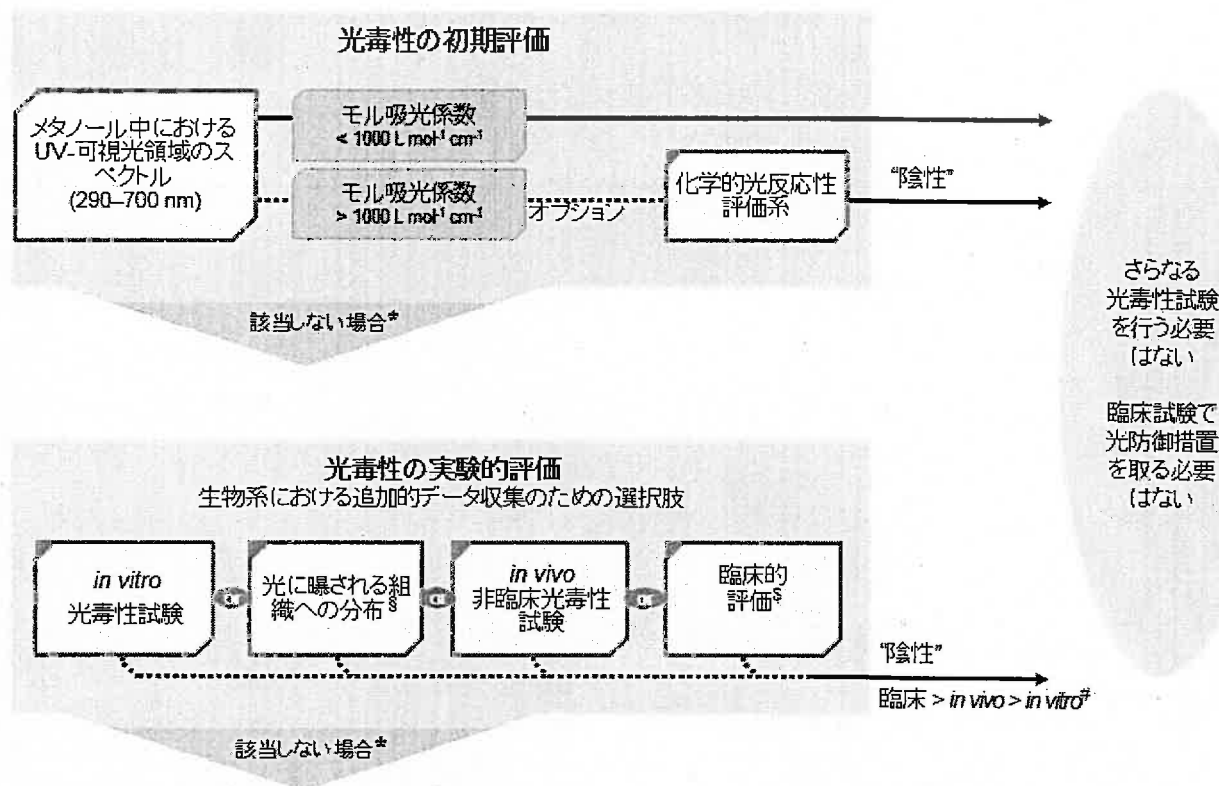 光毒性の初期評価
メタノール中における
UV-可視光領域のス
ペクトル
(290–700 nm)
モル吸光係数
< 1000 L mol⁻¹ cm⁻¹
モル吸光係数
> 1000 L mol⁻¹ cm⁻¹
オプション
化学的光反応性
評価系
“陰性”
該当しない場合*
さらなる
光毒性試験
を行う必要
はない
臨床試験で
光防御措置
を取る必要
はない
光毒性の実験的評価
生物系における追加的データ収集のための選択肢
in vitro
光毒性試験
光に曝される組
織への分布§
in vivo
非臨床光毒性
試験
臨床的
評価$
“陰性”
臨床 > in vivo > in vitro#
該当しない場合*